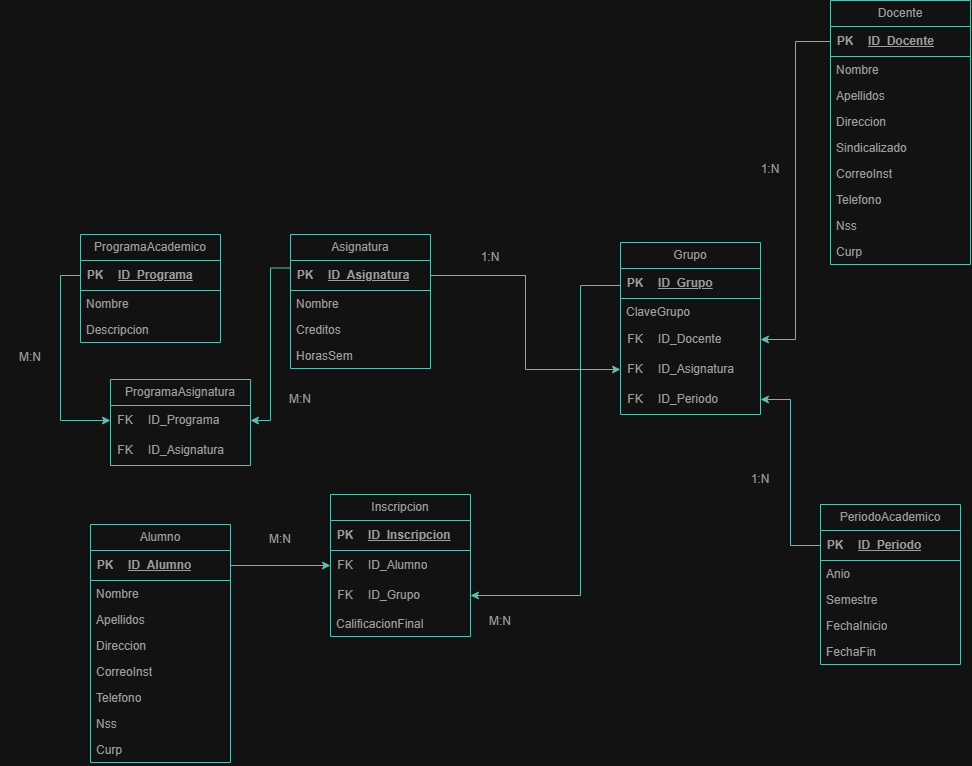 Docente
PK ID_Docente
Nombre
Apellidos
Direccion
Sindicalizado
CorreoInst
Telefono
Nss
Curp
1:N
ProgramaAcademico
PK ID_Programa
Nombre
Descripcion
M:N
Asignatura
PK ID_Asignatura
Nombre
Creditos
HorasSem
M:N
1:N
Grupo
PK ID_Grupo
ClaveGrupo
FK ID_Docente
FK ID_Asignatura
FK ID_Periodo
ProgramaAsignatura
FK ID_Programa
FK ID_Asignatura
1:N
Inscripcion
PK ID_Inscripcion
FK ID_Alumno
FK ID_Grupo
CalificacionFinal
M:N
M:N
Alumno
PK ID_Alumno
Nombre
Apellidos
Direccion
CorreoInst
Telefono
Nss
Curp
PeriodoAcademico
PK ID_Periodo
Anio
Semestre
FechaInicio
FechaFin